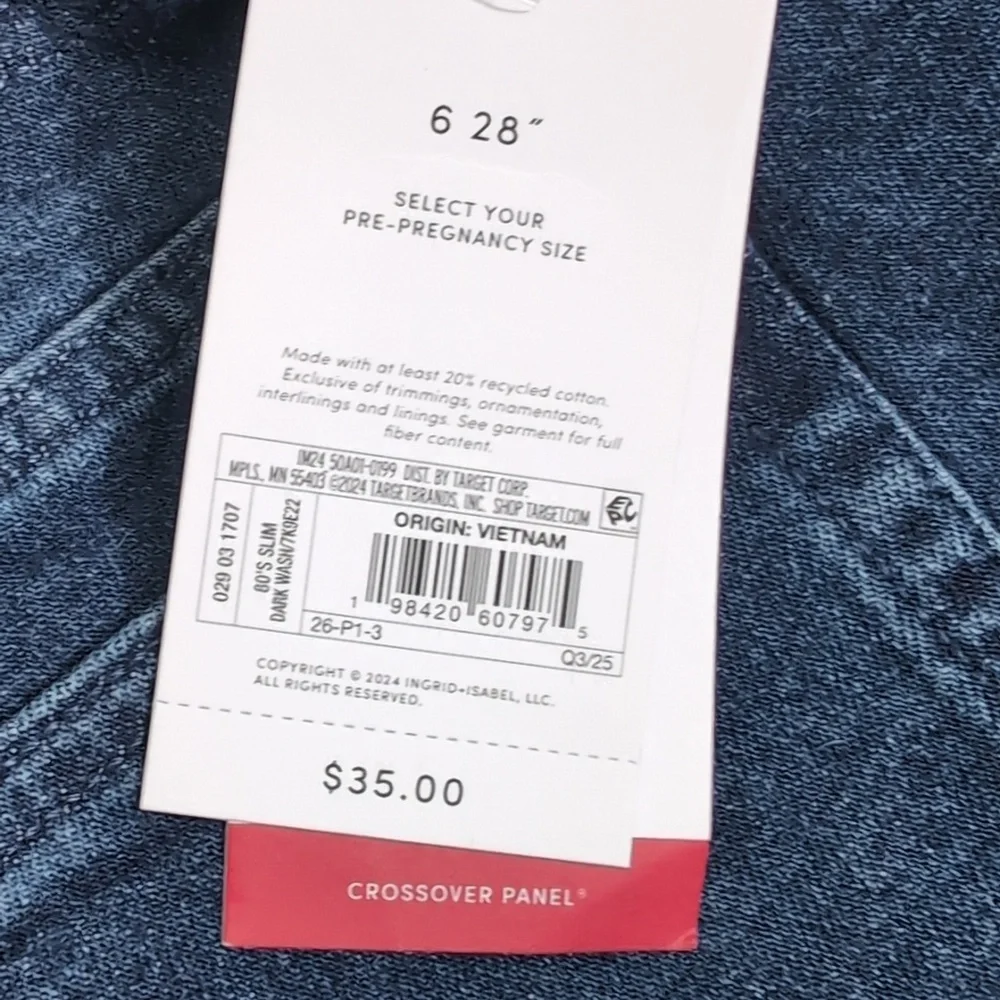 6 28"
SELECT YOUR
PRE-PREGNANCY SIZE
Made with at least 20% recycled cotton.
Exclusive of trimmings, ornamentation,
interlinings and linings. See garment for full
fiber content.
IM24 50A01-0199 DIST. BY TARGET CORP.
MPLS., MN 55403 ©2024 TARGETBRANDS, INC. SHOP TARGET.COM
029 03 1707
80'S SLIM
DARK WASH/7K9E22
ORIGIN: VIETNAM
1 98420 60797 5
26-P1-3
Q3/25
COPYRIGHT © 2024 INGRID+ISABEL, LLC.
ALL RIGHTS RESERVED.
$35.00
CROSSOVER PANEL®